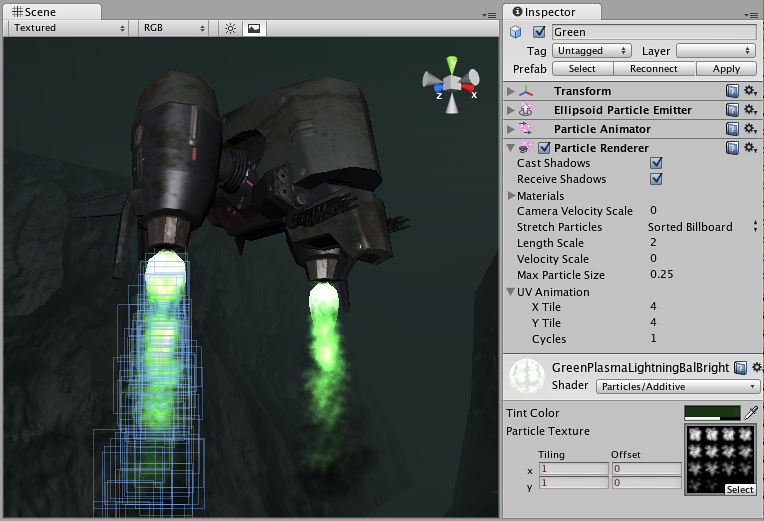 Scene
Textured
RGB
y
z
x
Inspector
Green
Tag Untagged Layer
Prefab Select Reconnect Apply
Transform
Ellipsoid Particle Emitter
Particle Animator
Particle Renderer
Cast Shadows
Receive Shadows
Materials
Camera Velocity Scale 0
Stretch Particles Sorted Billboard
Length Scale 2
Velocity Scale 0
Max Particle Size 0.25
UV Animation
X Tile 4
Y Tile 4
Cycles 1
GreenPlasmaLightningBalBright
Shader Particles/Additive
Tint Color
Particle Texture
Tiling Offset
x 1 0
y 1 0
Select